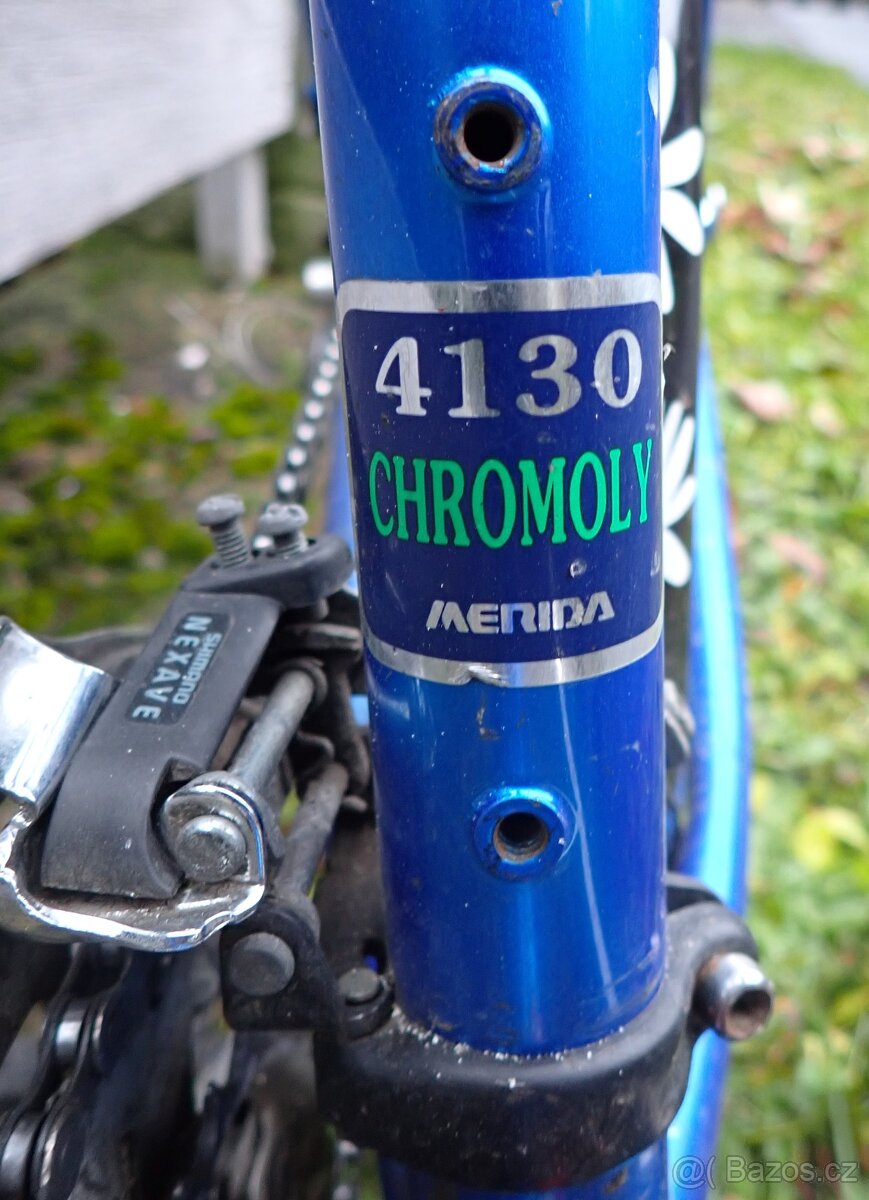 4130
CHROMOLY
MERIDA
SHIMANO
NEXAVE
@( Bazos.cz